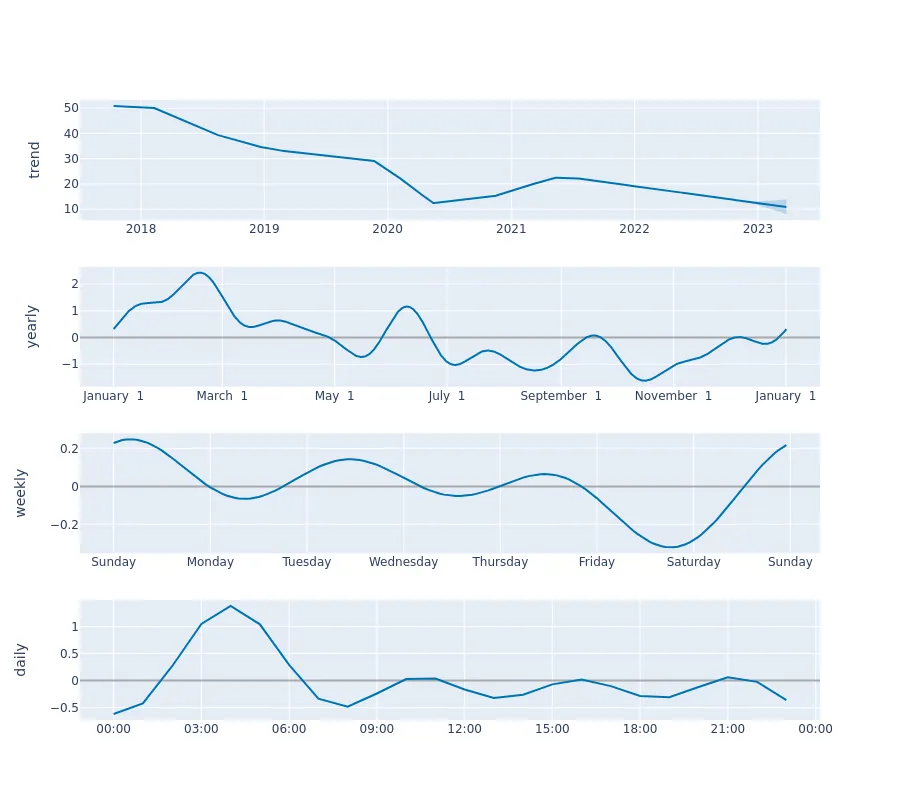 trend
50
40
30
20
10
2018 2019 2020 2021 2022 2023
yearly
2
1
0
−1
January 1 March 1 May 1 July 1 September 1 November 1 January 1
weekly
0.2
0
−0.2
Sunday Monday Tuesday Wednesday Thursday Friday Saturday Sunday
daily
1
0.5
0
−0.5
00:00 03:00 06:00 09:00 12:00 15:00 18:00 21:00 00:00